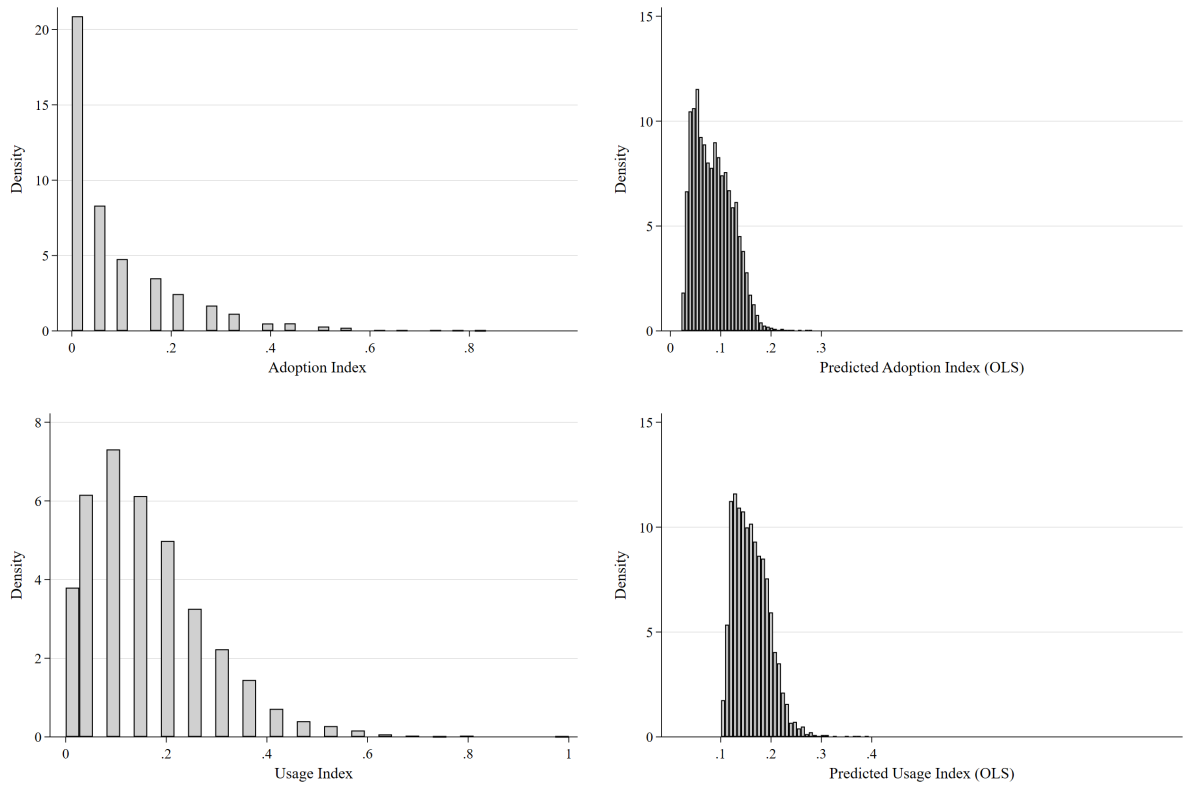 20
15
10
5
0
Density
0 .2 .4 .6 .8
Adoption Index
15
10
5
0
Density
0 .1 .2 .3
Predicted Adoption Index (OLS)
8
6
4
2
0
Density
0 .2 .4 .6 .8 1
Usage Index
15
10
5
0
Density
.1 .2 .3 .4
Predicted Usage Index (OLS)